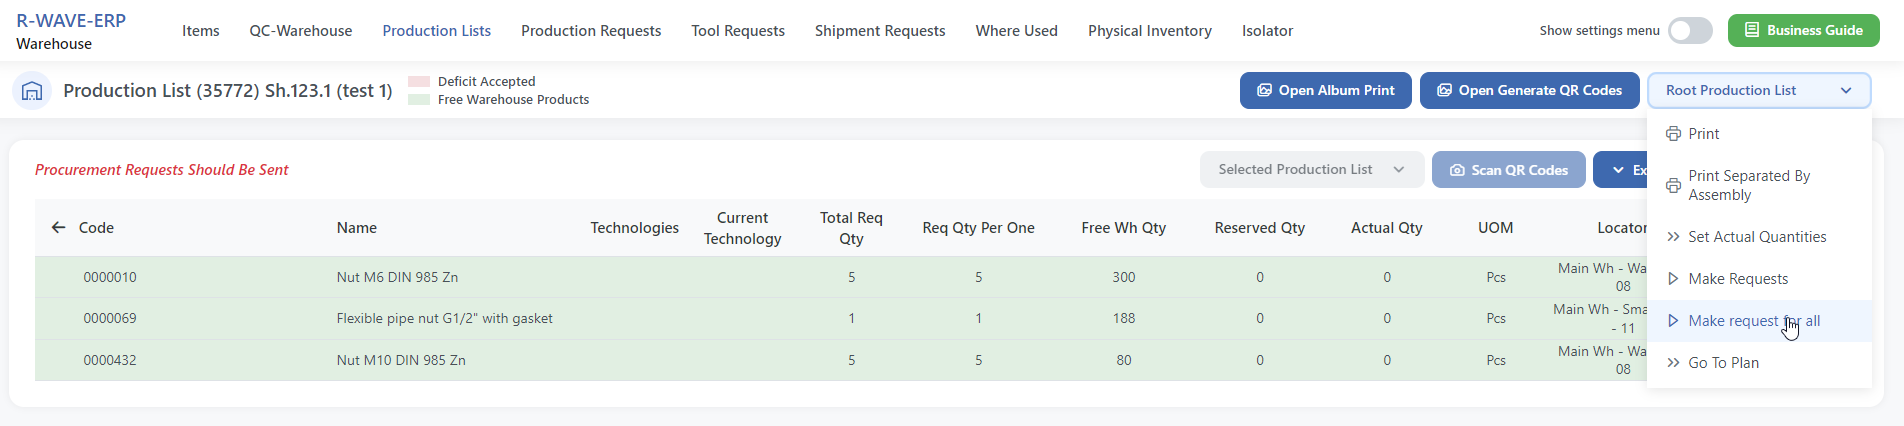 R-WAVE-ERP
Warehouse
Items QC-Warehouse Production Lists Production Requests Tool Requests Shipment Requests Where Used Physical Inventory Isolator
Show settings menu
Business Guide
Production List (35772) Sh.123.1 (test 1)
Deficit Accepted
Free Warehouse Products
Open Album Print
Open Generate QR Codes
Root Production List
Print
Print Separated By
Assembly
Set Actual Quantities
Make Requests
Make request for all
Go To Plan
Procurement Requests Should Be Sent
Selected Production List
Scan QR Codes
Code Name Technologies Current Technology Total Req Qty Req Qty Per One Free Wh Qty Reserved Qty Actual Qty UOM
0000010 Nut M6 DIN 985 Zn 5 5 300 0 0 Pcs Main Wh -
08
0000069 Flexible pipe nut G1/2" with gasket 1 1 188 0 0 Pcs Main Wh -
- 11
0000432 Nut M10 DIN 985 Zn 5 5 80 0 0 Pcs Main Wh -
08